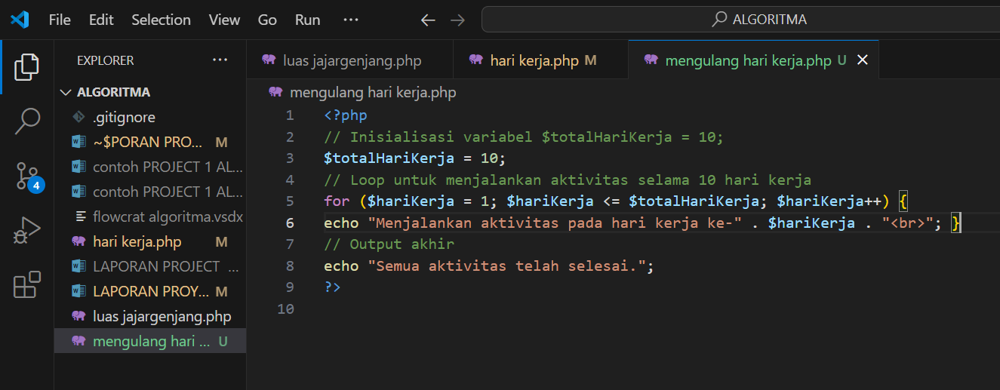 File Edit Selection View Go Run ··· ← → ALGORITMA
EXPLORER ···
luas jajargenjang.php hari kerja.php M mengulang hari kerja.php U ×
ALGORITMA
.gitignore
~$PORAN PRO... M
contoh PROJECT 1 AL...
contoh PROJECT 1 AL...
flowcrat algoritma.vsdx
hari kerja.php M
LAPORAN PROJECT ...
LAPORAN PROY... M
luas jajargenjang.php
mengulang hari ... U
4
mengulang hari kerja.php
1 <?php
2 // Inisialisasi variabel $totalHariKerja = 10;
3 $totalHariKerja = 10;
4 // Loop untuk menjalankan aktivitas selama 10 hari kerja
5 for ($hariKerja = 1; $hariKerja <= $totalHariKerja; $hariKerja++) {
6 echo "Menjalankan aktivitas pada hari kerja ke-" . $hariKerja . "<br>"; }
7 // Output akhir
8 echo "Semua aktivitas telah selesai.";
9 ?>
10